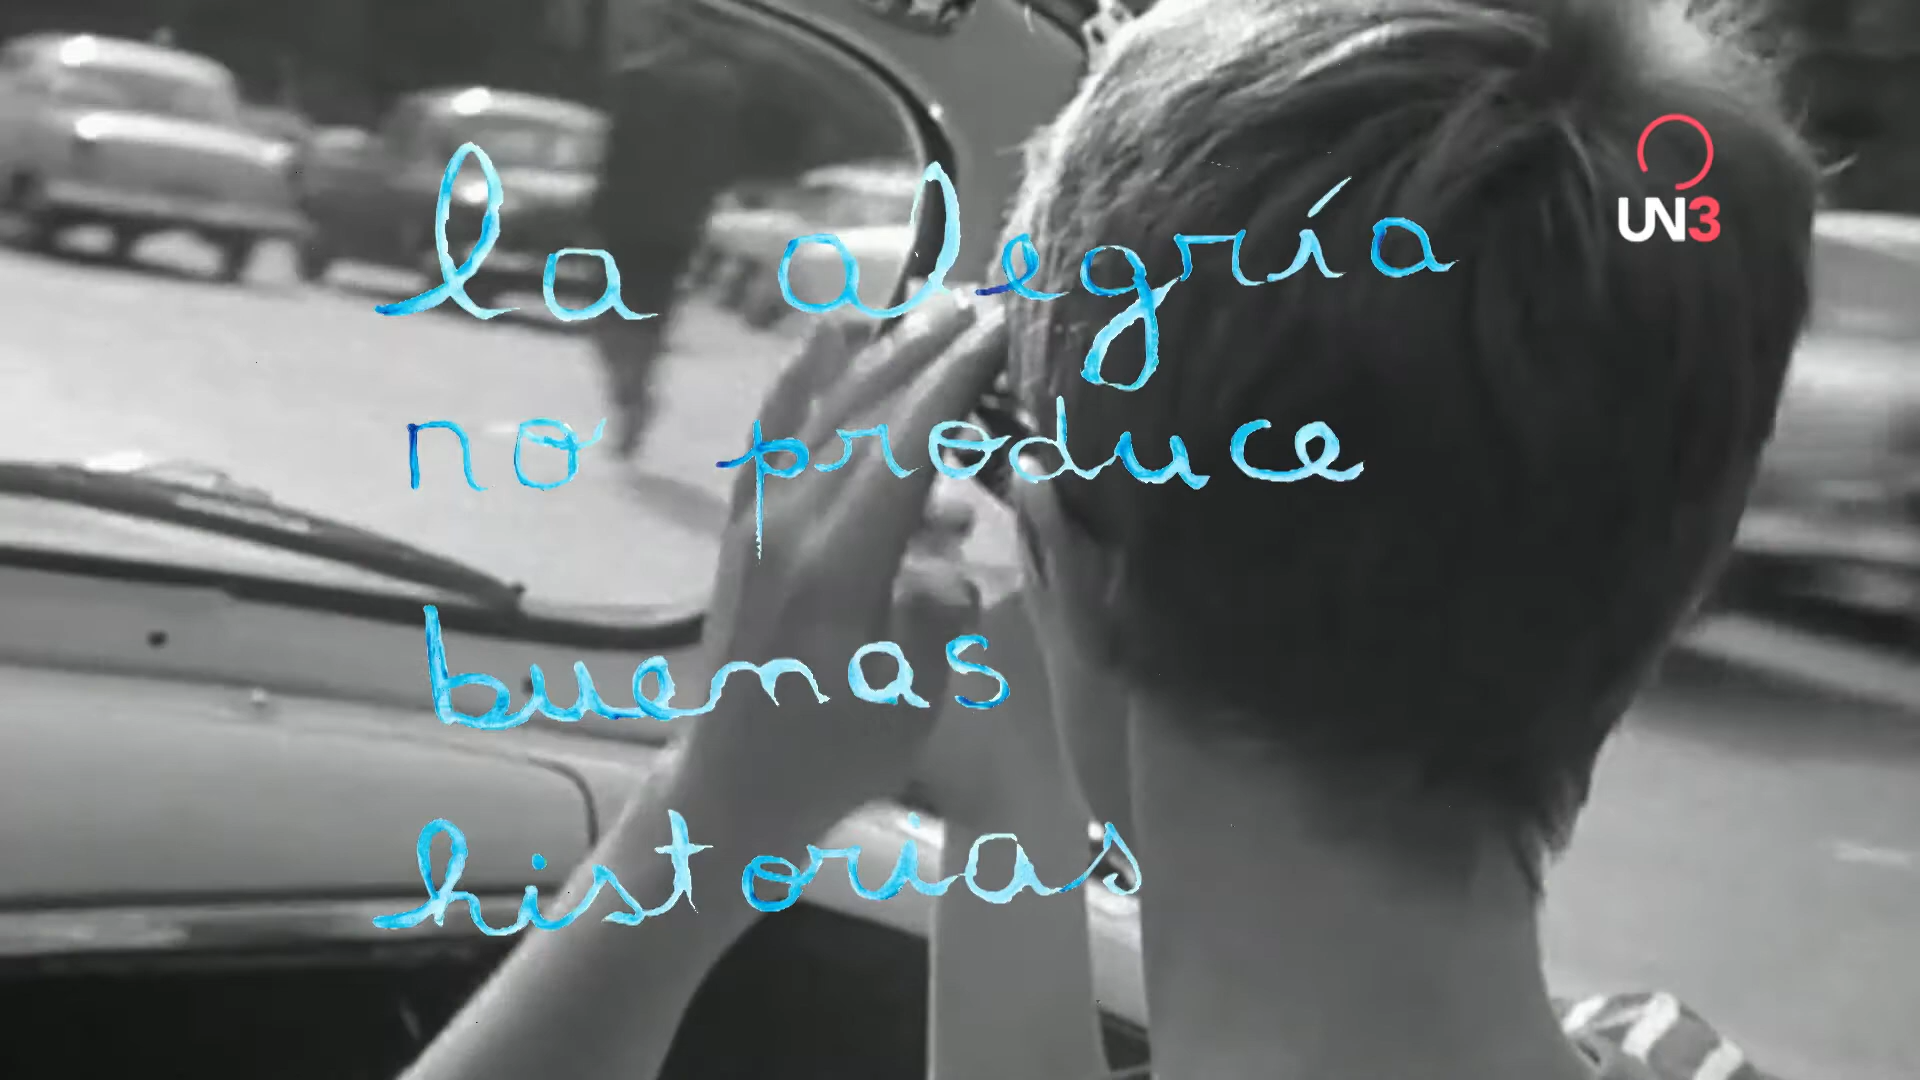 la alegría
UN3
no produce
buenas
historias